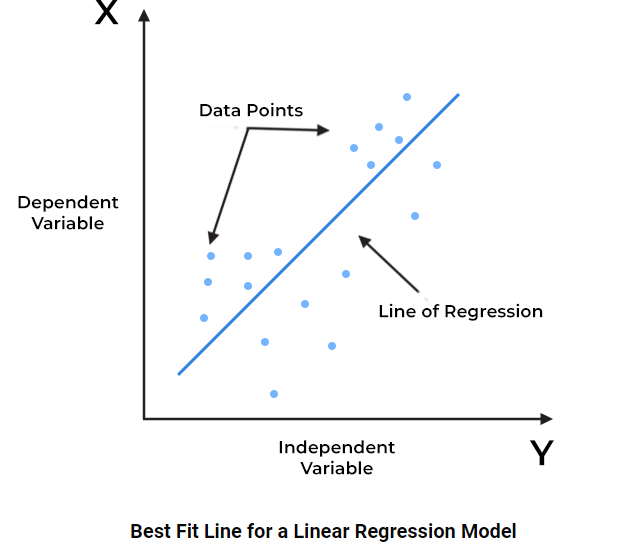 X
Data Points
Dependent
Variable
Line of Regression
Independent
Variable
Y
Best Fit Line for a Linear Regression Model